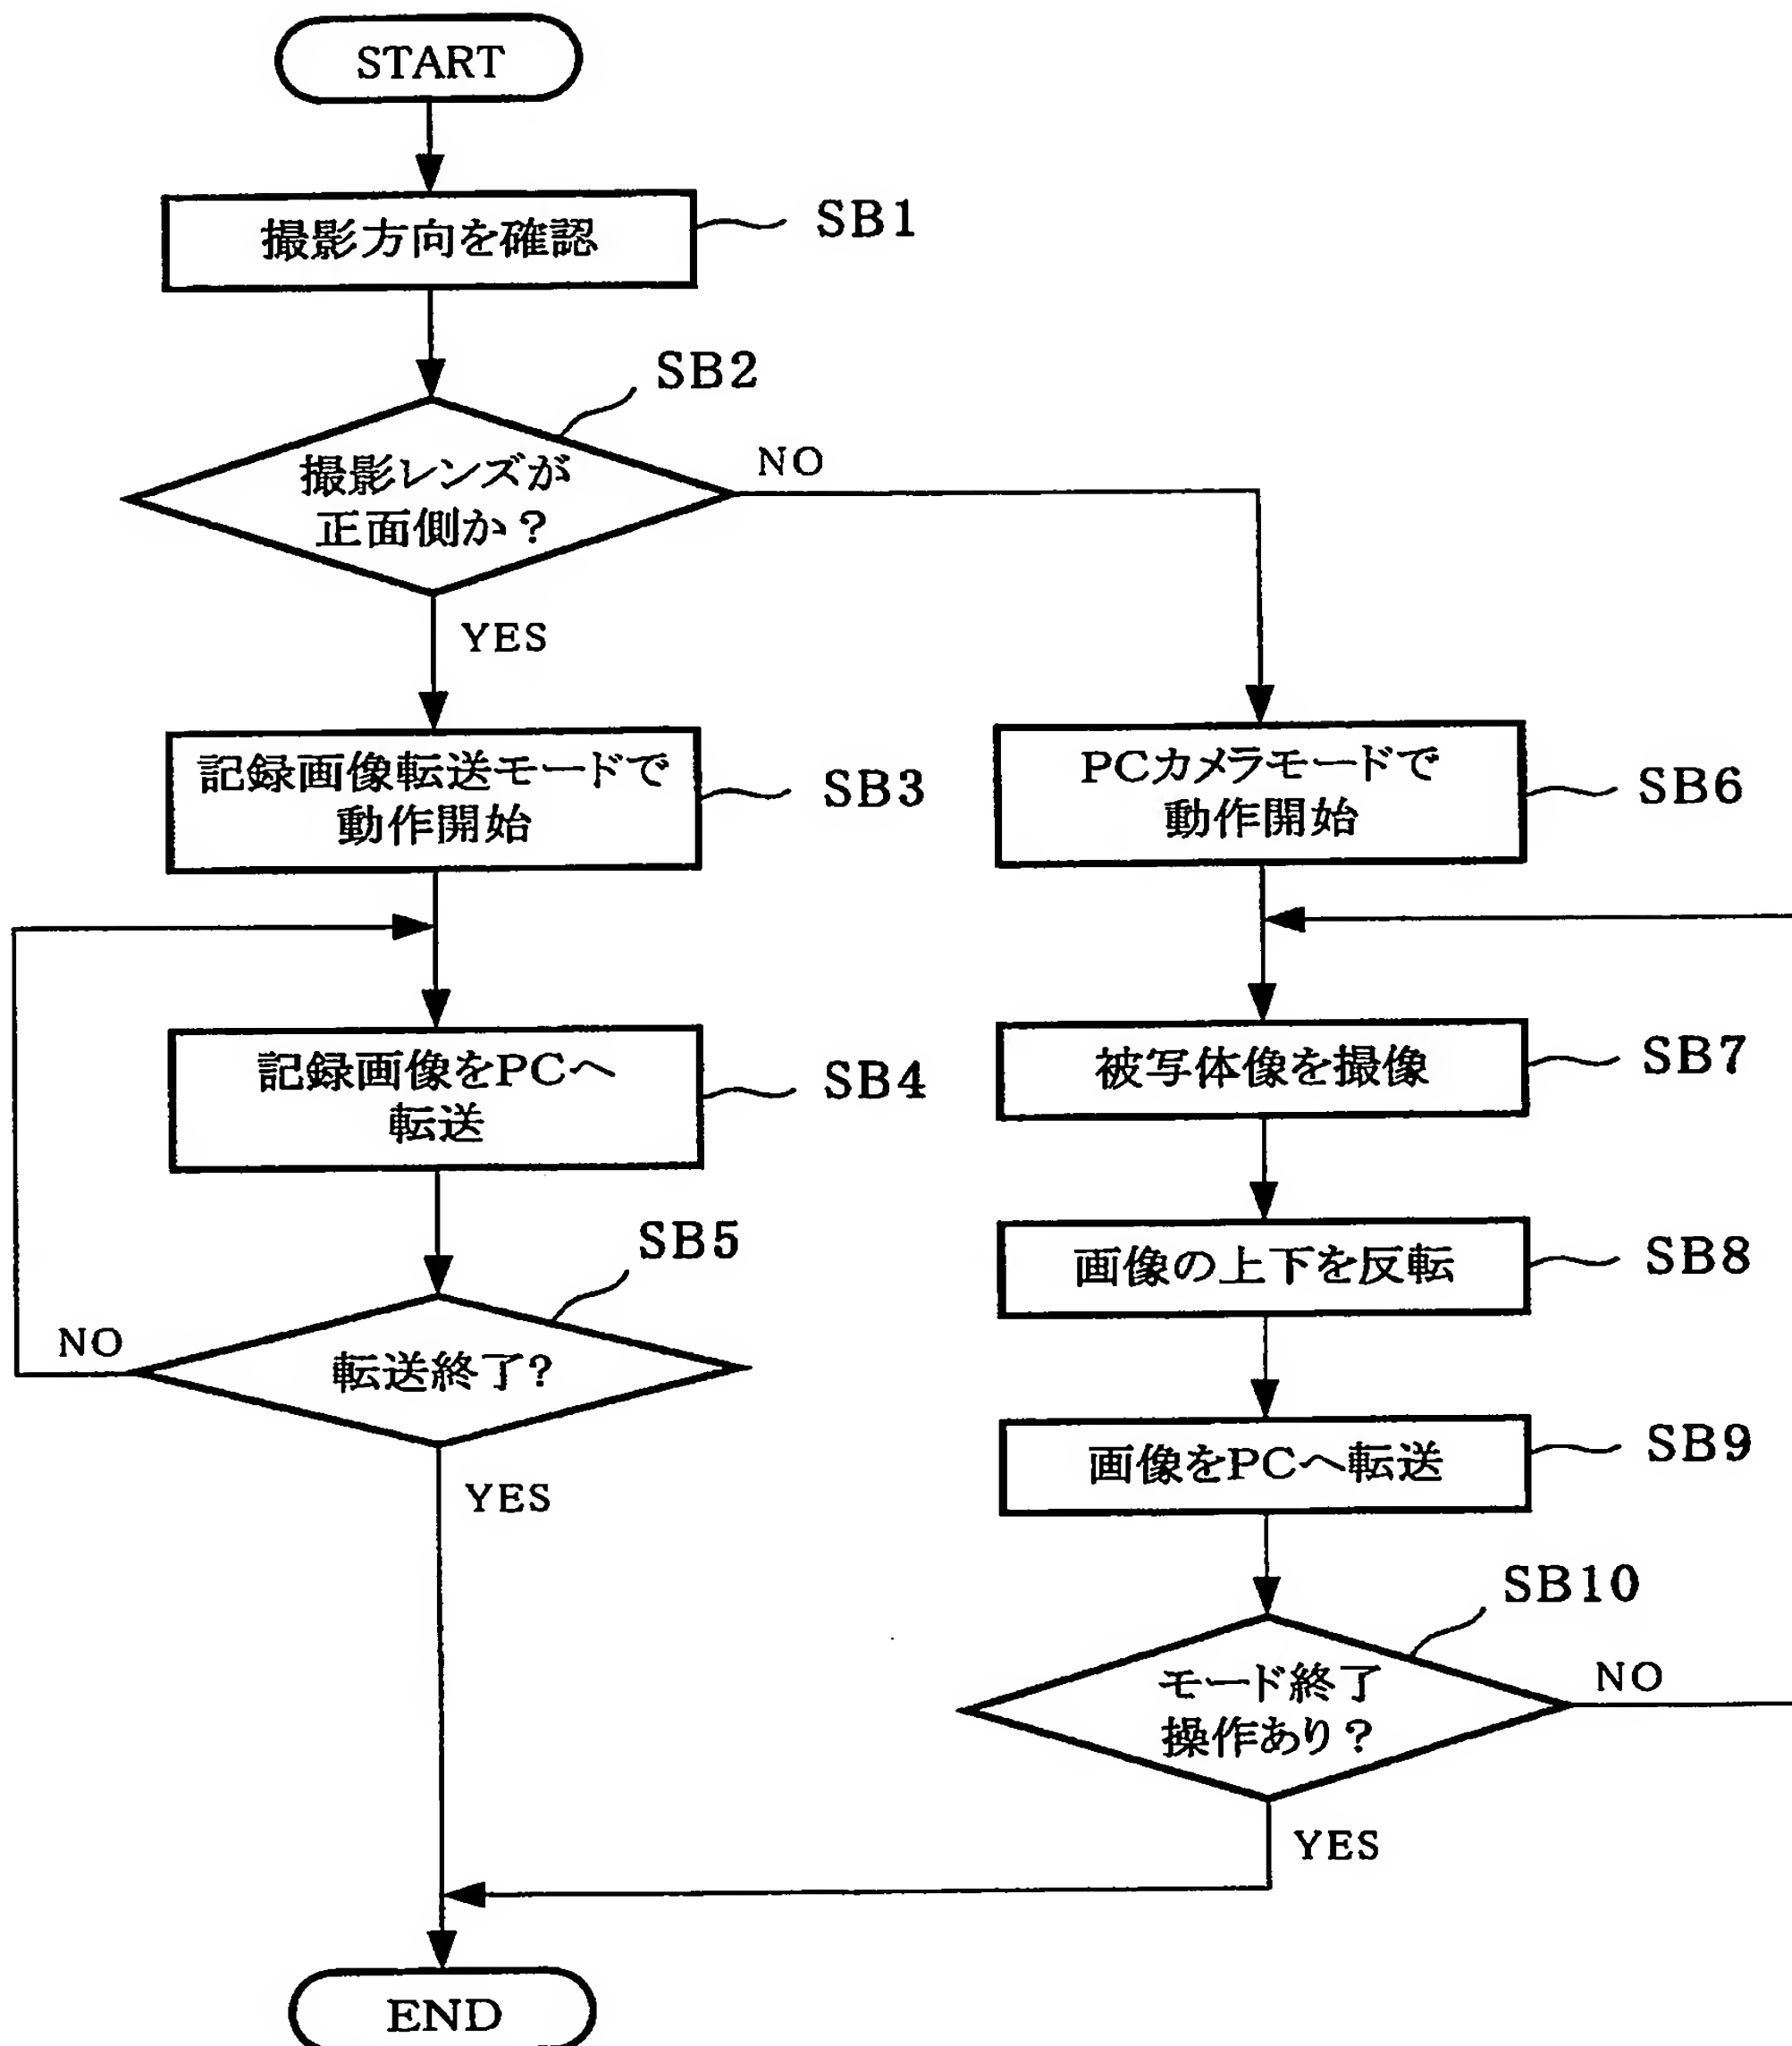 START
撮影方向を確認
SB1
SB2
撮影レンズが
正面側か？
NO
YES
記録画像転送モードで
動作開始
SB3
記録画像をPCへ
転送
SB4
SB5
転送終了?
NO
YES
PCカメラモードで
動作開始
SB6
被写体像を撮像
SB7
画像の上下を反転
SB8
画像をPCへ転送
SB9
SB10
モード終了
操作あり？
NO
YES
END